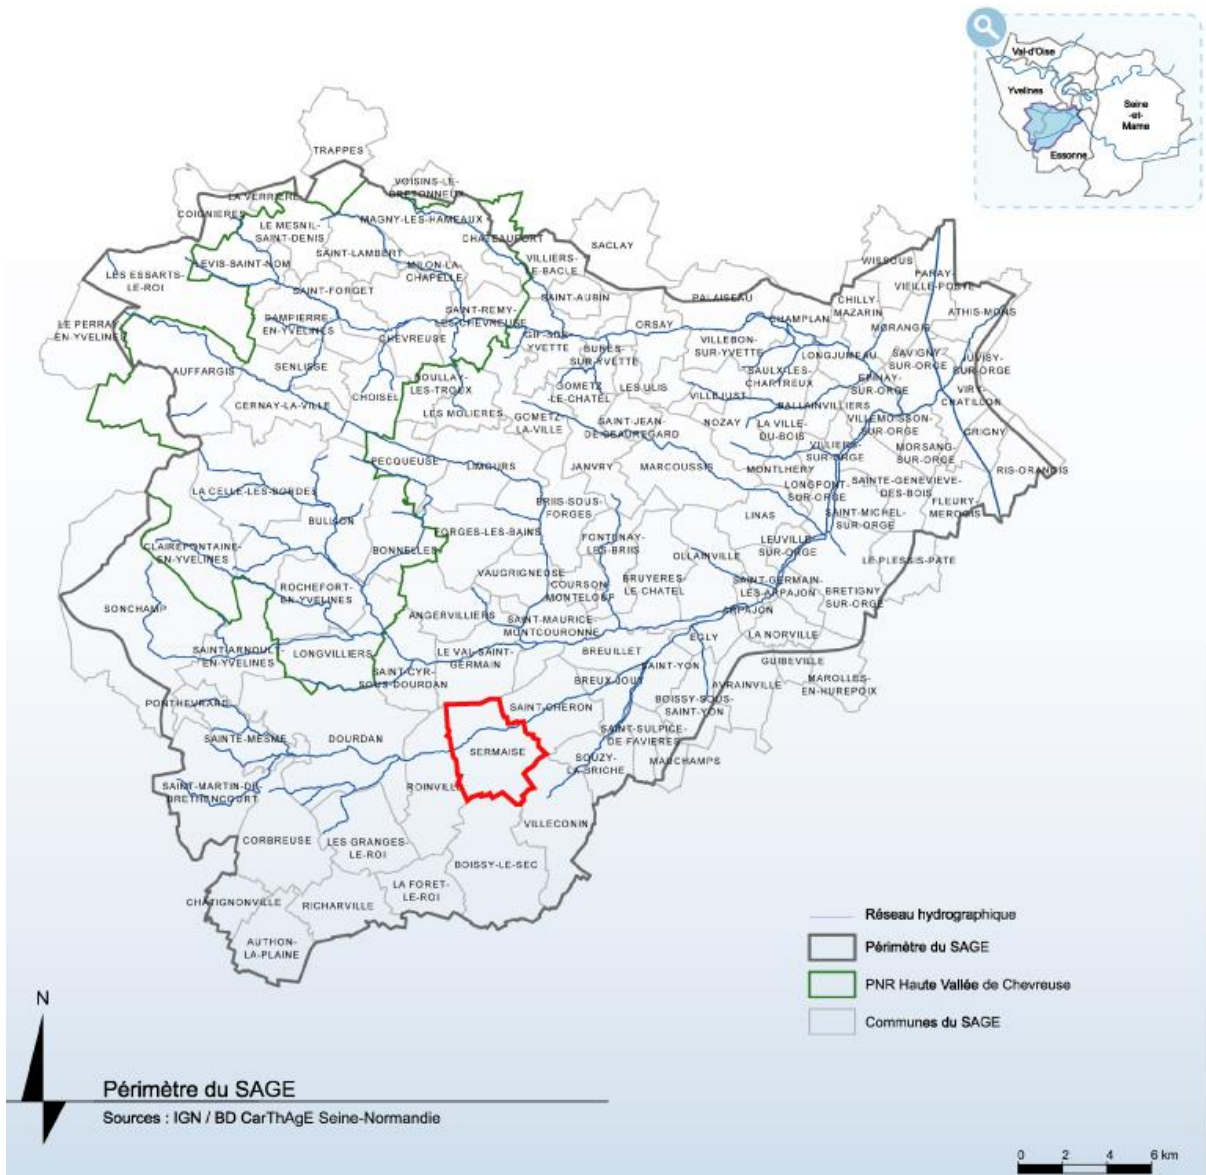 Val-d'Oise
Yvelines
Seine
-et-
Marne
Essonne
TRAPPES
VOISINS-LE-
BRETONNEUX
LA VERRIERE
COIGNIERES
LE MESNIL-
SAINT-DENIS
MAGNY-LES-HAMEAUX
CHATEAUFORT
SACLAY
SAINT-LAMBERT
VILLIERS-
LE-BACLE
WISSOUS
LES ESSARTS-
LE-ROI
LEVIS-SAINT-NOM
MILON-LA-
CHAPELLE
PARAY-
VIEILLE-POSTE
SAINT-FORGET
SAINT-AUBIN
PALAISEAU
CHILLY-
MAZARIN
LE PERRAY-
EN-YVELINES
DAMPIERRE-
EN-YVELINES
SAINT-REMY-
LES-CHEVREUSE
ORSAY
CHAMPLAN
MORANGIS
ATHIS-MONS
CHEVREUSE
GIF-SUR-
YVETTE
BURES-
SUR-YVETTE
VILLEBON-
SUR-YVETTE
LONGJUMEAU
SAVIGNY-
SUR-ORGE
JUVISY-
SUR-ORGE
AUFFARGIS
SENLISSE
BOULLAY-
LES-TROUX
GOMETZ-
LE-CHATEL
LES ULIS
SAULX-LES-
CHARTREUX
EPINAY-
SUR-ORGE
VIRY-
CHATILLON
CERNAY-LA-VILLE
CHOISEL
LES MOLIERES
GOMETZ-
LA-VILLE
VILLEJUST
BALLAINVILLIERS
SAINT-JEAN-
DE-BEAUREGARD
NOZAY
LA VILLE-
DU-BOIS
VILLEMOISSON-
SUR-ORGE
GRIGNY
VILLIERS-
SUR-ORGE
MORSANG-
SUR-ORGE
PECQUEUSE
LIMOURS
JANVRY
MARCOUSSIS
MONTLHERY
RIS-ORANGIS
LA CELLE-LES-BORDES
LONGPONT-
SUR-ORGE
SAINTE-GENEVIEVE-
DES-BOIS
BRIIS-SOUS-
FORGES
LINAS
SAINT-MICHEL-
SUR-ORGE
FLEURY-
MEROGIS
BULLION
FORGES-LES-BAINS
FONTENAY-
LES-BRIIS
CLAIREFONTAINE-
EN-YVELINES
BONNELLES
OLLAINVILLE
LEUVILLE-
SUR-ORGE
LE-PLESSIS-PATE
VAUGRIGNEUSE
COURSON-
MONTELOUP
BRUYERES-
LE-CHATEL
SAINT-GERMAIN-
LES-ARPAJON
BRETIGNY-
SUR-ORGE
ROCHEFORT-
EN-YVELINES
SONCHAMP
ANGERVILLIERS
SAINT-MAURICE-
MONTCOURONNE
ARPAJON
LA NORVILLE
SAINT-ARNOULT-
EN-YVELINES
LONGVILLIERS
LE VAL-SAINT-
GERMAIN
BREUILLET
EGLY
GUIBEVILLE
SAINT-CYR-
SOUS-DOURDAN
SAINT-YON
BREUX-JOUY
AVRAINVILLE
MAROLLES-
EN-HUREPOIX
PONTHEVRARD
SAINT-CHERON
BOISSY-SOUS-
SAINT-YON
SAINTE-MESME
DOURDAN
SERMAISE
SAINT-SULPICE-
DE-FAVIERES
SOUZY-
LA-BRICHE
MAUCHAMPS
SAINT-MARTIN-DE-
BRETHENCOURT
ROINVILLE
VILLECONIN
CORBREUSE
LES GRANGES-
LE-ROI
BOISSY-LE-SEC
LA FORET-
LE-ROI
CHATIGNONVILLE
RICHARVILLE
AUTHON-
LA-PLAINE
Réseau hydrographique
Périmètre du SAGE
PNR Haute Vallée de Chevreuse
Communes du SAGE
N
Périmètre du SAGE
Sources : IGN / BD CarThAgE Seine-Normandie
0 2 4 6 km